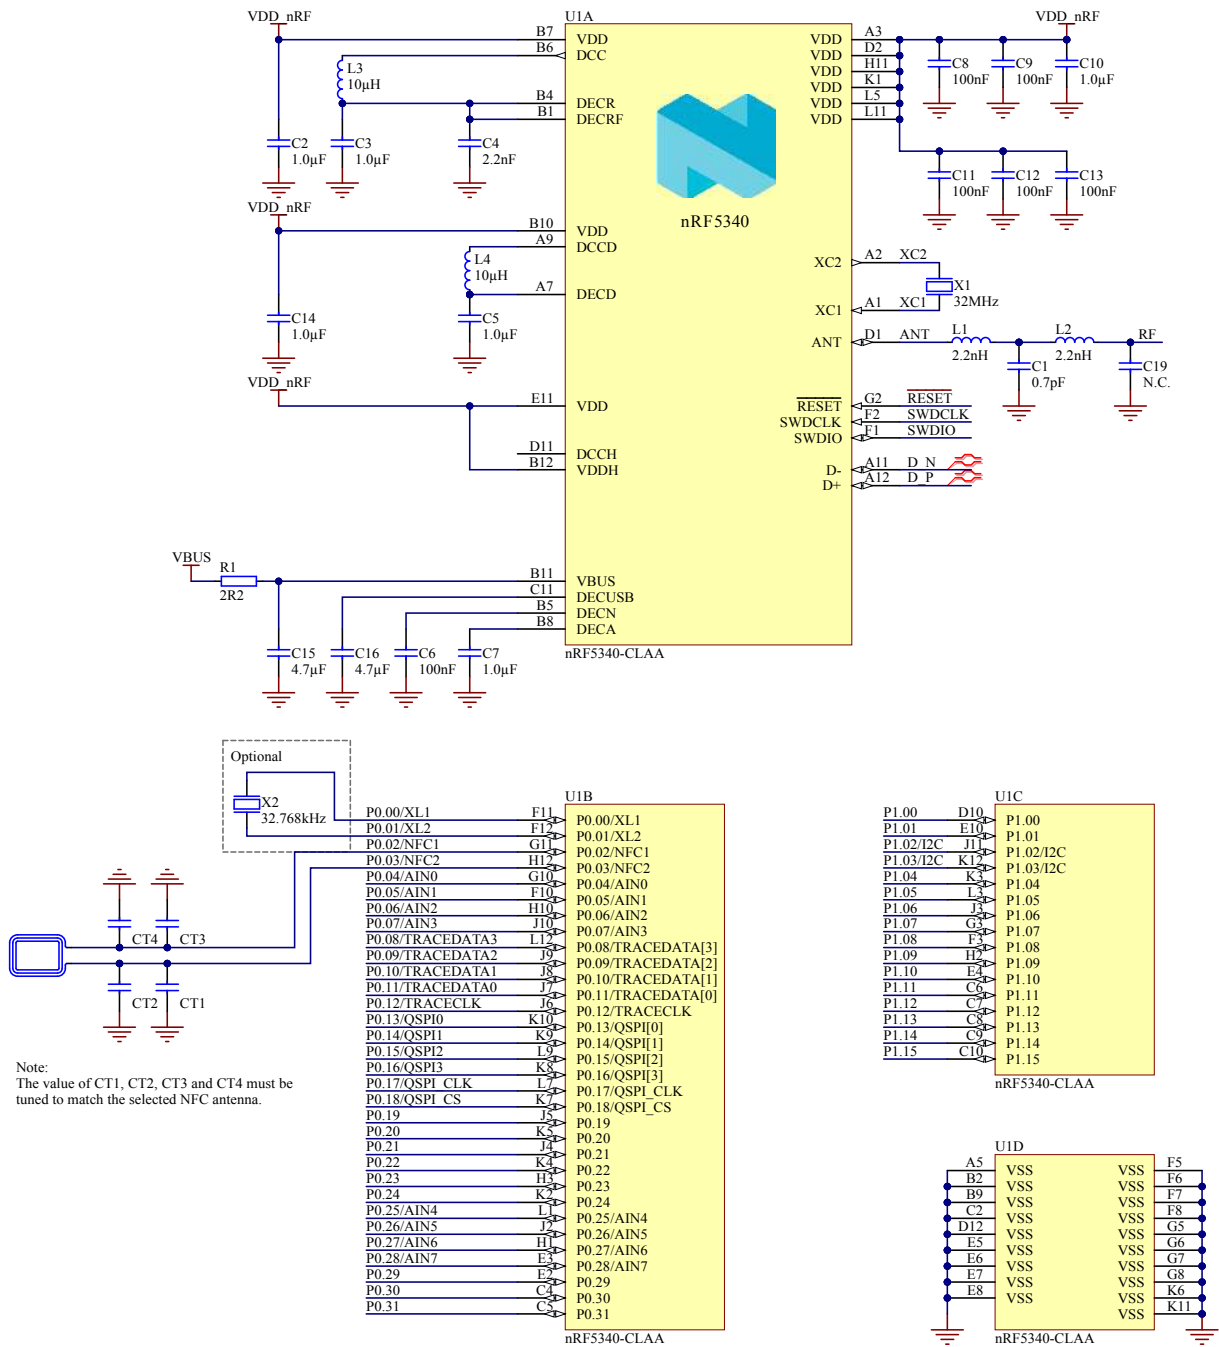 U1A
VDD_nRF
B7 VDD
B6 DCC
L3
10µH
B4 DECR
B1 DECRF
C2
1.0µF
C3
1.0µF
C4
2.2nF
VDD_nRF
B10 VDD
A9 DCCD
L4
10µH
A7 DECD
C14
1.0µF
C5
1.0µF
VDD_nRF
E11 VDD
D11 DCCH
B12 VDDH
VBUS
R1
2R2
B11 VBUS
C11 DECUSB
B5 DECN
B8 DECA
C15
4.7µF
C16
4.7µF
C6
100nF
C7
1.0µF
nRF5340
nRF5340-CLAA
VDD_nRF
VDD A3
VDD D2
VDD H11
VDD K1
VDD L5
VDD L11
C8
100nF
C9
100nF
C10
1.0µF
C11
100nF
C12
100nF
C13
100nF
XC2 A2 XC2
X1
32MHz
XC1 A1 XC1
ANT D1 ANT
L1
2.2nH
L2
2.2nH
RF
C1
0.7pF
C19
N.C.
RESET G2 RESET
SWDCLK F2 SWDCLK
SWDIO F1 SWDIO
D- A11 D_N
D+ A12 D_P
Optional
X2
32.768kHz
U1B
P0.00/XL1 F11 P0.00/XL1
P0.01/XL2 F12 P0.01/XL2
P0.02/NFC1 G11 P0.02/NFC1
P0.03/NFC2 H12 P0.03/NFC2
P0.04/AIN0 G10 P0.04/AIN0
P0.05/AIN1 F10 P0.05/AIN1
P0.06/AIN2 H10 P0.06/AIN2
P0.07/AIN3 J10 P0.07/AIN3
P0.08/TRACEDATA3 L12 P0.08/TRACEDATA[3]
P0.09/TRACEDATA2 J9 P0.09/TRACEDATA[2]
P0.10/TRACEDATA1 J8 P0.10/TRACEDATA[1]
P0.11/TRACEDATA0 J7 P0.11/TRACEDATA[0]
P0.12/TRACECLK J6 P0.12/TRACECLK
P0.13/QSPI0 K10 P0.13/QSPI[0]
P0.14/QSPI1 K9 P0.14/QSPI[1]
P0.15/QSPI2 L9 P0.15/QSPI[2]
P0.16/QSPI3 K8 P0.16/QSPI[3]
P0.17/QSPI_CLK L7 P0.17/QSPI_CLK
P0.18/QSPI_CS K7 P0.18/QSPI_CS
P0.19 J5 P0.19
P0.20 K5 P0.20
P0.21 J4 P0.21
P0.22 K4 P0.22
P0.23 H3 P0.23
P0.24 K2 P0.24
P0.25/AIN4 L1 P0.25/AIN4
P0.26/AIN5 J2 P0.26/AIN5
P0.27/AIN6 H1 P0.27/AIN6
P0.28/AIN7 E3 P0.28/AIN7
P0.29 E2 P0.29
P0.30 C4 P0.30
P0.31 C5 P0.31
nRF5340-CLAA
CT4
CT3
CT2
CT1
Note:
The value of CT1, CT2, CT3 and CT4 must be
tuned to match the selected NFC antenna.
U1C
P1.00 D10 P1.00
P1.01 E10 P1.01
P1.02/I2C J11 P1.02/I2C
P1.03/I2C K12 P1.03/I2C
P1.04 K3 P1.04
P1.05 L3 P1.05
P1.06 J3 P1.06
P1.07 G3 P1.07
P1.08 F3 P1.08
P1.09 H2 P1.09
P1.10 E4 P1.10
P1.11 C6 P1.11
P1.12 C7 P1.12
P1.13 C8 P1.13
P1.14 C9 P1.14
P1.15 C10 P1.15
nRF5340-CLAA
U1D
A5 VSS VSS F5
B2 VSS VSS F6
B9 VSS VSS F7
C2 VSS VSS F8
D12 VSS VSS G5
E5 VSS VSS G6
E6 VSS VSS G7
E7 VSS VSS G8
E8 VSS VSS K6
VSS K11
nRF5340-CLAA